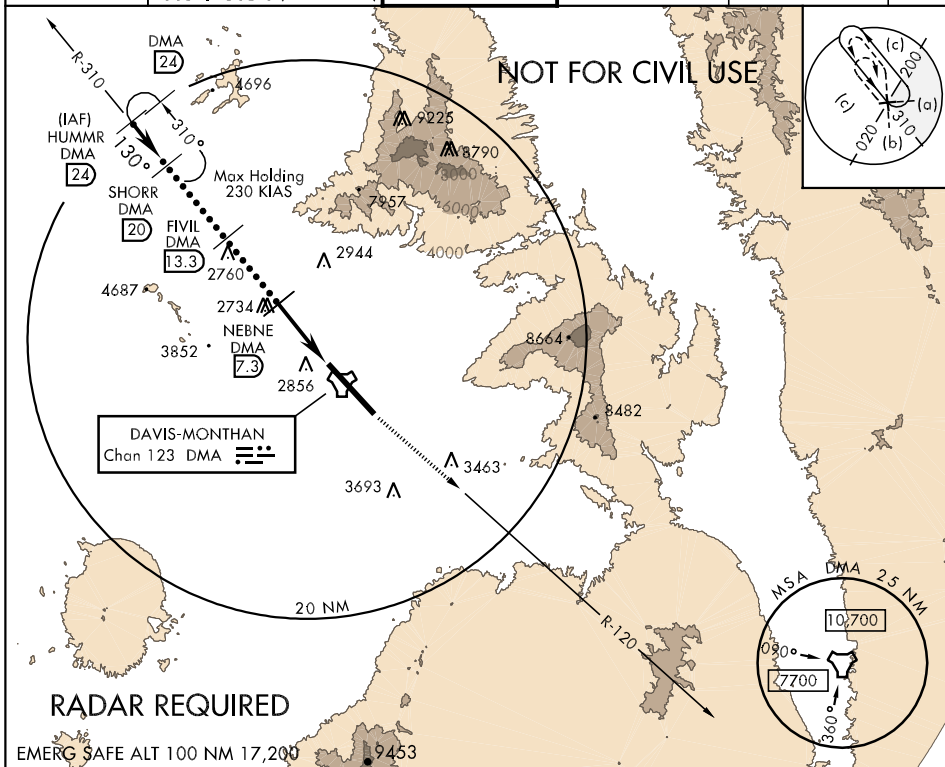 R-310
DMA
24
4696
NOT FOR CIVIL USE
(c)
200
(c)
(a)
020
310
(b)
(IAF)
HUMMR
DMA
24
130°
310°
Max Holding
230 KIAS
9225
8790
8000
7957
6000
4000
SHORR
DMA
20
FIVIL
DMA
13.3
2760
2944
4687
2734
NEBNE
DMA
7.3
3852
2856
8664
8482
DAVIS-MONTHAN
Chan 123 DMA
3463
3693
20 NM
R-120
MSA DMA 25 NM
10,700
090°
7700
360°
RADAR REQUIRED
EMERG SAFE ALT 100 NM 17,200
9453